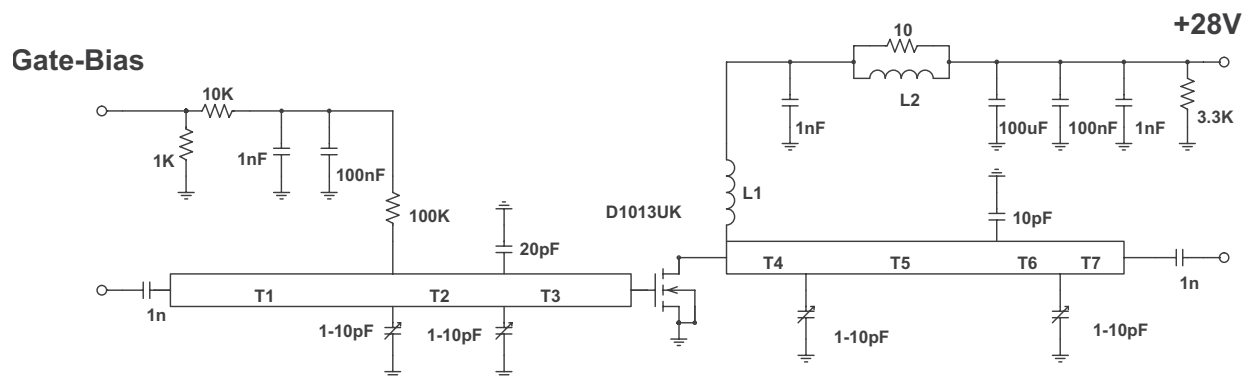 +28V
10
Gate-Bias
L2
10K
1nF
100uF
100nF
1nF
3.3K
1K
1nF
100nF
L1
100K
D1013UK
10pF
20pF
T1
T2
T3
T4
T5
T6
T7
1n
1n
1-10pF
1-10pF
1-10pF
1-10pF